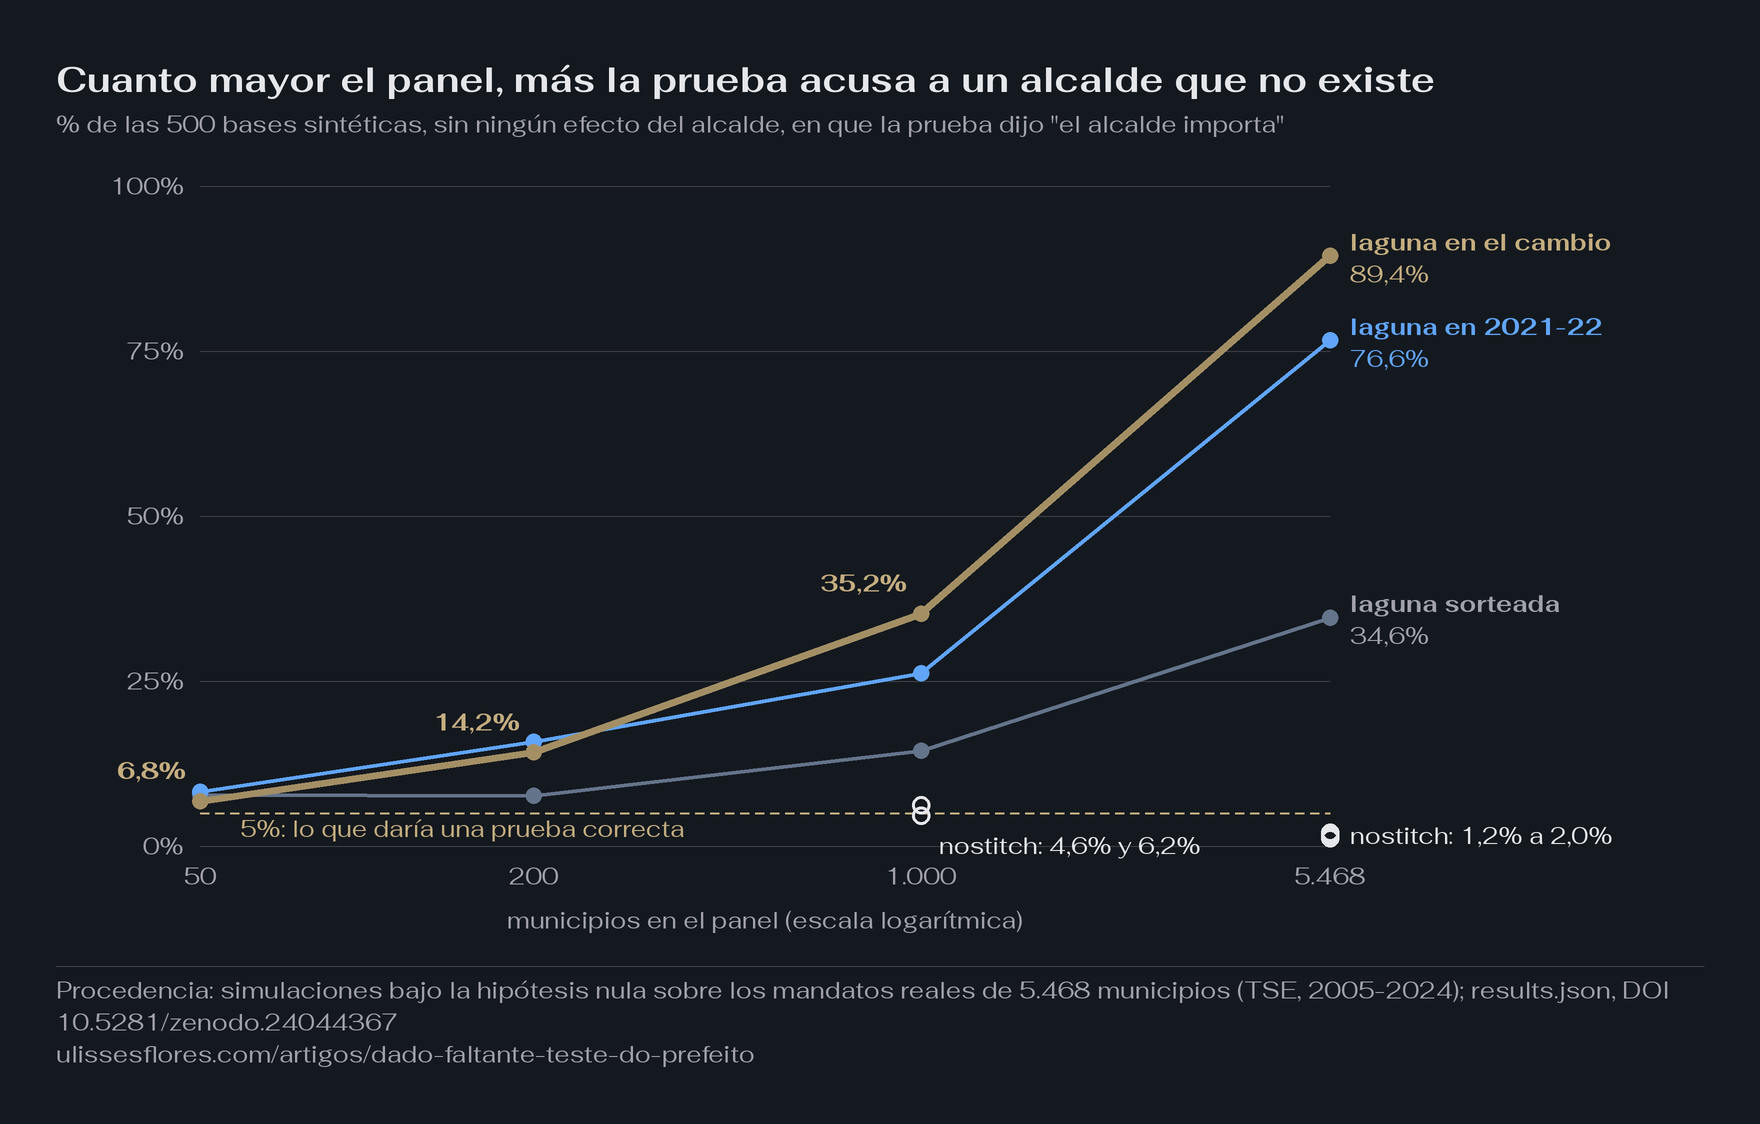 Cuanto mayor el panel, más la prueba acusa a un alcalde que no existe
% de las 500 bases sintéticas, sin ningún efecto del alcalde, en que la prueba dijo "el alcalde importa"
100%
laguna en el cambio
89,4%
laguna en 2021-22
75%
76,6%
50%
35,2%
laguna sorteada
34,6%
25%
14,2%
6,8%
5%: lo que daría una prueba correcta
nostitch: 1,2% a 2,0%
0%
nostitch: 4,6% y 6,2%
50
200
1.000
5.468
municipios en el panel (escala logarítmica)
Procedencia: simulaciones bajo la hipótesis nula sobre los mandatos reales de 5.468 municipios (TSE, 2005-2024); results.json, DOI
10.5281/zenodo.24044367
ulissesflores.com/artigos/dado-faltante-teste-do-prefeito